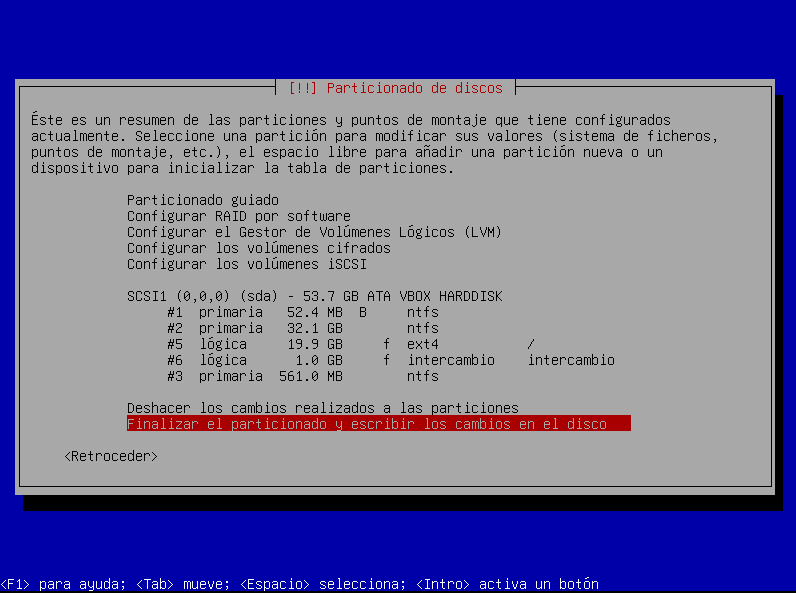 [!!] Particionado de discos
Éste es un resumen de las particiones y puntos de montaje que tiene configurados
actualmente. Seleccione una partición para modificar sus valores (sistema de ficheros,
puntos de montaje, etc.), el espacio libre para añadir una partición nueva o un
dispositivo para inicializar la tabla de particiones.
Particionado guiado
Configurar RAID por software
Configurar el Gestor de Volúmenes Lógicos (LVM)
Configurar los volúmenes cifrados
Configurar los volúmenes iSCSI
SCSI1 (0,0,0) (sda) - 53.7 GB ATA VBOX HARDDISK
#1 primaria 52.4 MB B ntfs
#2 primaria 32.1 GB ntfs
#5 lógica 19.9 GB f ext4 /
#6 lógica 1.0 GB f intercambio intercambio
#3 primaria 561.0 MB ntfs
Deshacer los cambios realizados a las particiones
Finalizar el particionado y escribir los cambios en el disco
<Retroceder>
<F1> para ayuda; <Tab> mueve; <Espacio> selecciona; <Intro> activa un botón